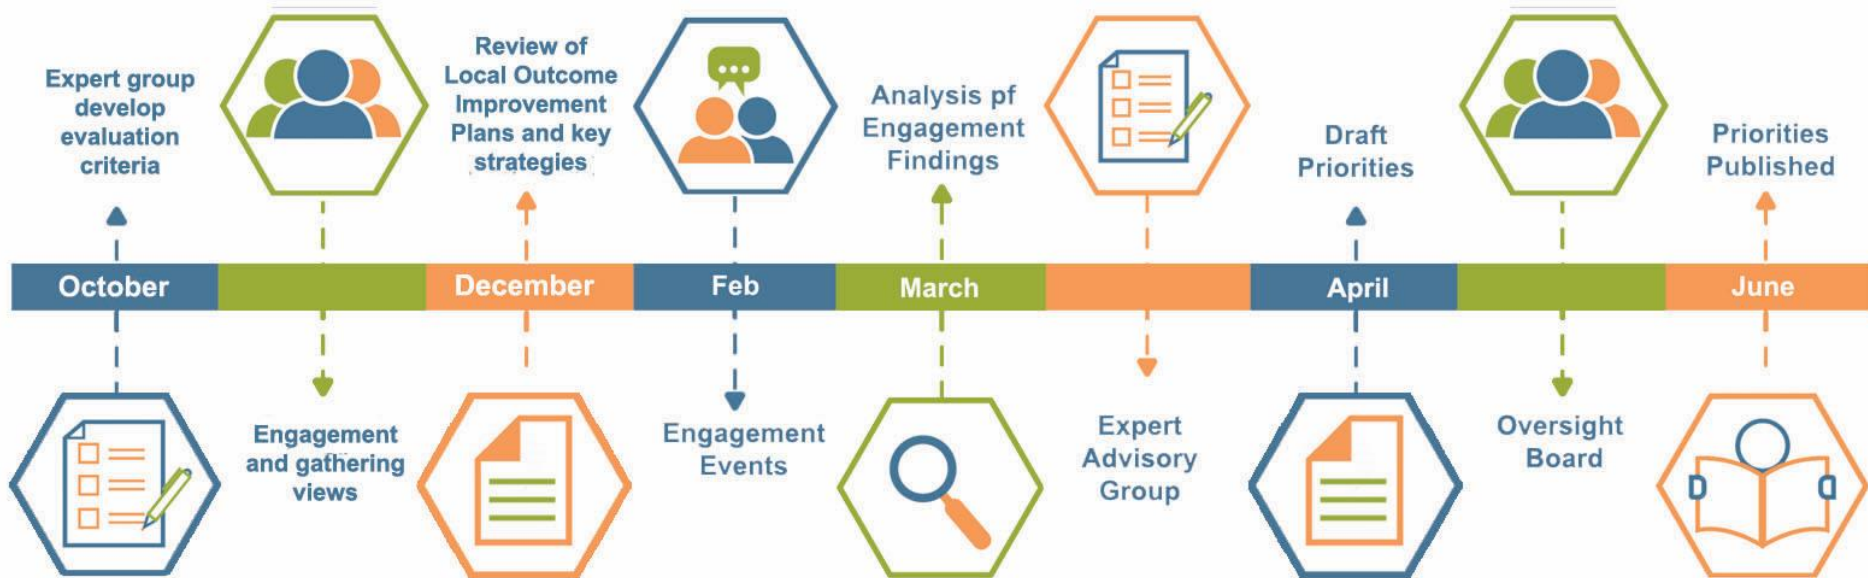 Expert group
develop
evaluation
criteria
Review of
Local Outcome
Improvement
Plans and key
strategies
Analysis pf
Engagement
Findings
Draft
Priorities
Priorities
Published
October
December
Feb
March
April
June
Engagement
and gathering
views
Engagement
Events
Expert
Advisory
Group
Oversight
Board